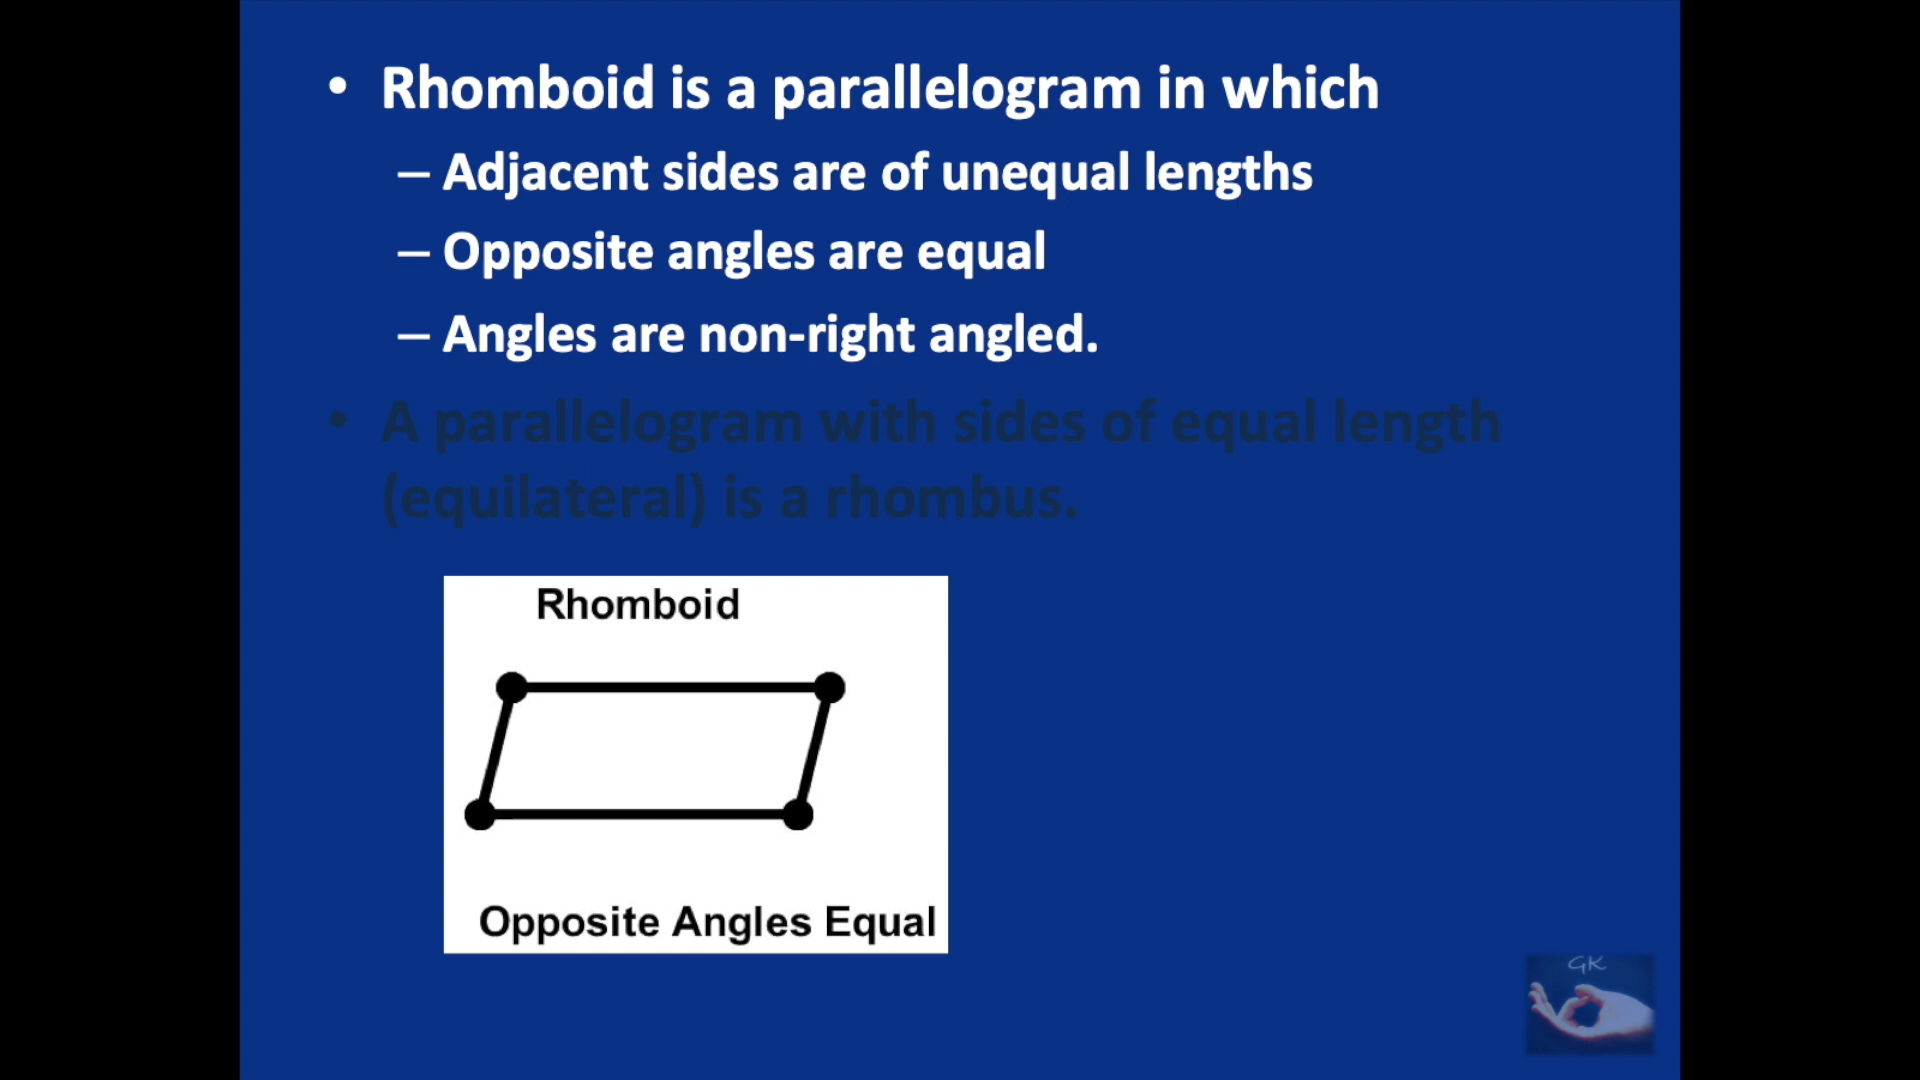 • Rhomboid is a parallelogram in which
– Adjacent sides are of unequal lengths
– Opposite angles are equal
– Angles are non-right angled.
• A parallelogram with sides of equal length
(equilateral) is a rhombus.
Rhomboid
Opposite Angles Equal
GK